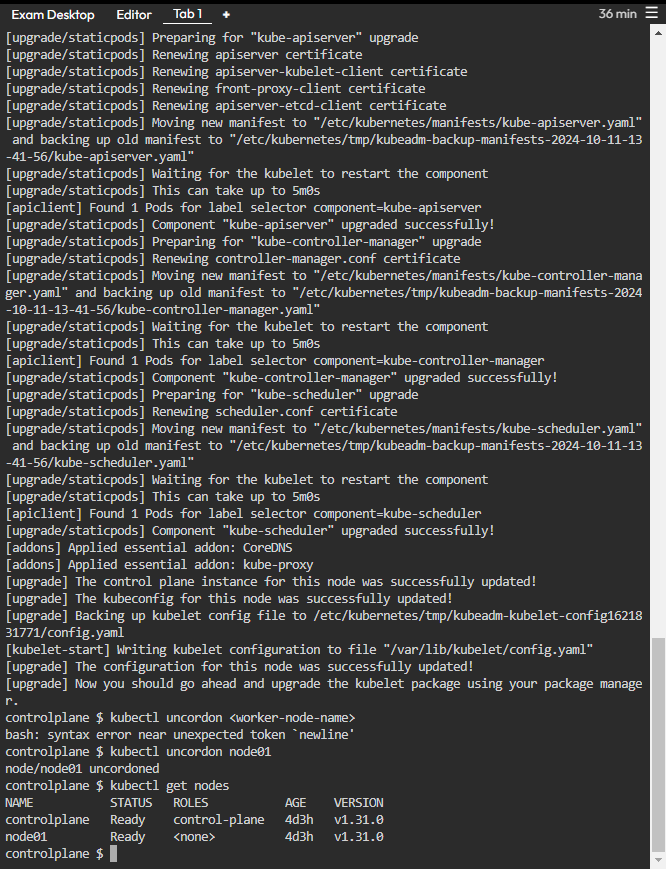 Exam Desktop Editor Tab 1 + 36 min
[upgrade/staticpods] Preparing for "kube-apiserver" upgrade
[upgrade/staticpods] Renewing apiserver certificate
[upgrade/staticpods] Renewing apiserver-kubelet-client certificate
[upgrade/staticpods] Renewing front-proxy-client certificate
[upgrade/staticpods] Renewing apiserver-etcd-client certificate
[upgrade/staticpods] Moving new manifest to "/etc/kubernetes/manifests/kube-apiserver.yaml"
 and backing up old manifest to "/etc/kubernetes/tmp/kubeadm-backup-manifests-2024-10-11-13
-41-56/kube-apiserver.yaml"
[upgrade/staticpods] Waiting for the kubelet to restart the component
[upgrade/staticpods] This can take up to 5m0s
[apiclient] Found 1 Pods for label selector component=kube-apiserver
[upgrade/staticpods] Component "kube-apiserver" upgraded successfully!
[upgrade/staticpods] Preparing for "kube-controller-manager" upgrade
[upgrade/staticpods] Renewing controller-manager.conf certificate
[upgrade/staticpods] Moving new manifest to "/etc/kubernetes/manifests/kube-controller-mana
ger.yaml" and backing up old manifest to "/etc/kubernetes/tmp/kubeadm-backup-manifests-2024
-10-11-13-41-56/kube-controller-manager.yaml"
[upgrade/staticpods] Waiting for the kubelet to restart the component
[upgrade/staticpods] This can take up to 5m0s
[apiclient] Found 1 Pods for label selector component=kube-controller-manager
[upgrade/staticpods] Component "kube-controller-manager" upgraded successfully!
[upgrade/staticpods] Preparing for "kube-scheduler" upgrade
[upgrade/staticpods] Renewing scheduler.conf certificate
[upgrade/staticpods] Moving new manifest to "/etc/kubernetes/manifests/kube-scheduler.yaml"
 and backing up old manifest to "/etc/kubernetes/tmp/kubeadm-backup-manifests-2024-10-11-13
-41-56/kube-scheduler.yaml"
[upgrade/staticpods] Waiting for the kubelet to restart the component
[upgrade/staticpods] This can take up to 5m0s
[apiclient] Found 1 Pods for label selector component=kube-scheduler
[upgrade/staticpods] Component "kube-scheduler" upgraded successfully!
[addons] Applied essential addon: CoreDNS
[addons] Applied essential addon: kube-proxy
[upgrade] The control plane instance for this node was successfully updated!
[upgrade] The kubeconfig for this node was successfully updated!
[upgrade] Backing up kubelet config file to /etc/kubernetes/tmp/kubeadm-kubelet-config16218
31771/config.yaml
[kubelet-start] Writing kubelet configuration to file "/var/lib/kubelet/config.yaml"
[upgrade] The configuration for this node was successfully updated!
[upgrade] Now you should go ahead and upgrade the kubelet package using your package manage
r.
controlplane $ kubectl uncordon <worker-node-name>
bash: syntax error near unexpected token `newline'
controlplane $ kubectl uncordon node01
node/node01 uncordoned
controlplane $ kubectl get nodes
NAME STATUS ROLES AGE VERSION
controlplane Ready control-plane 4d3h v1.31.0
node01 Ready <none> 4d3h v1.31.0
controlplane $